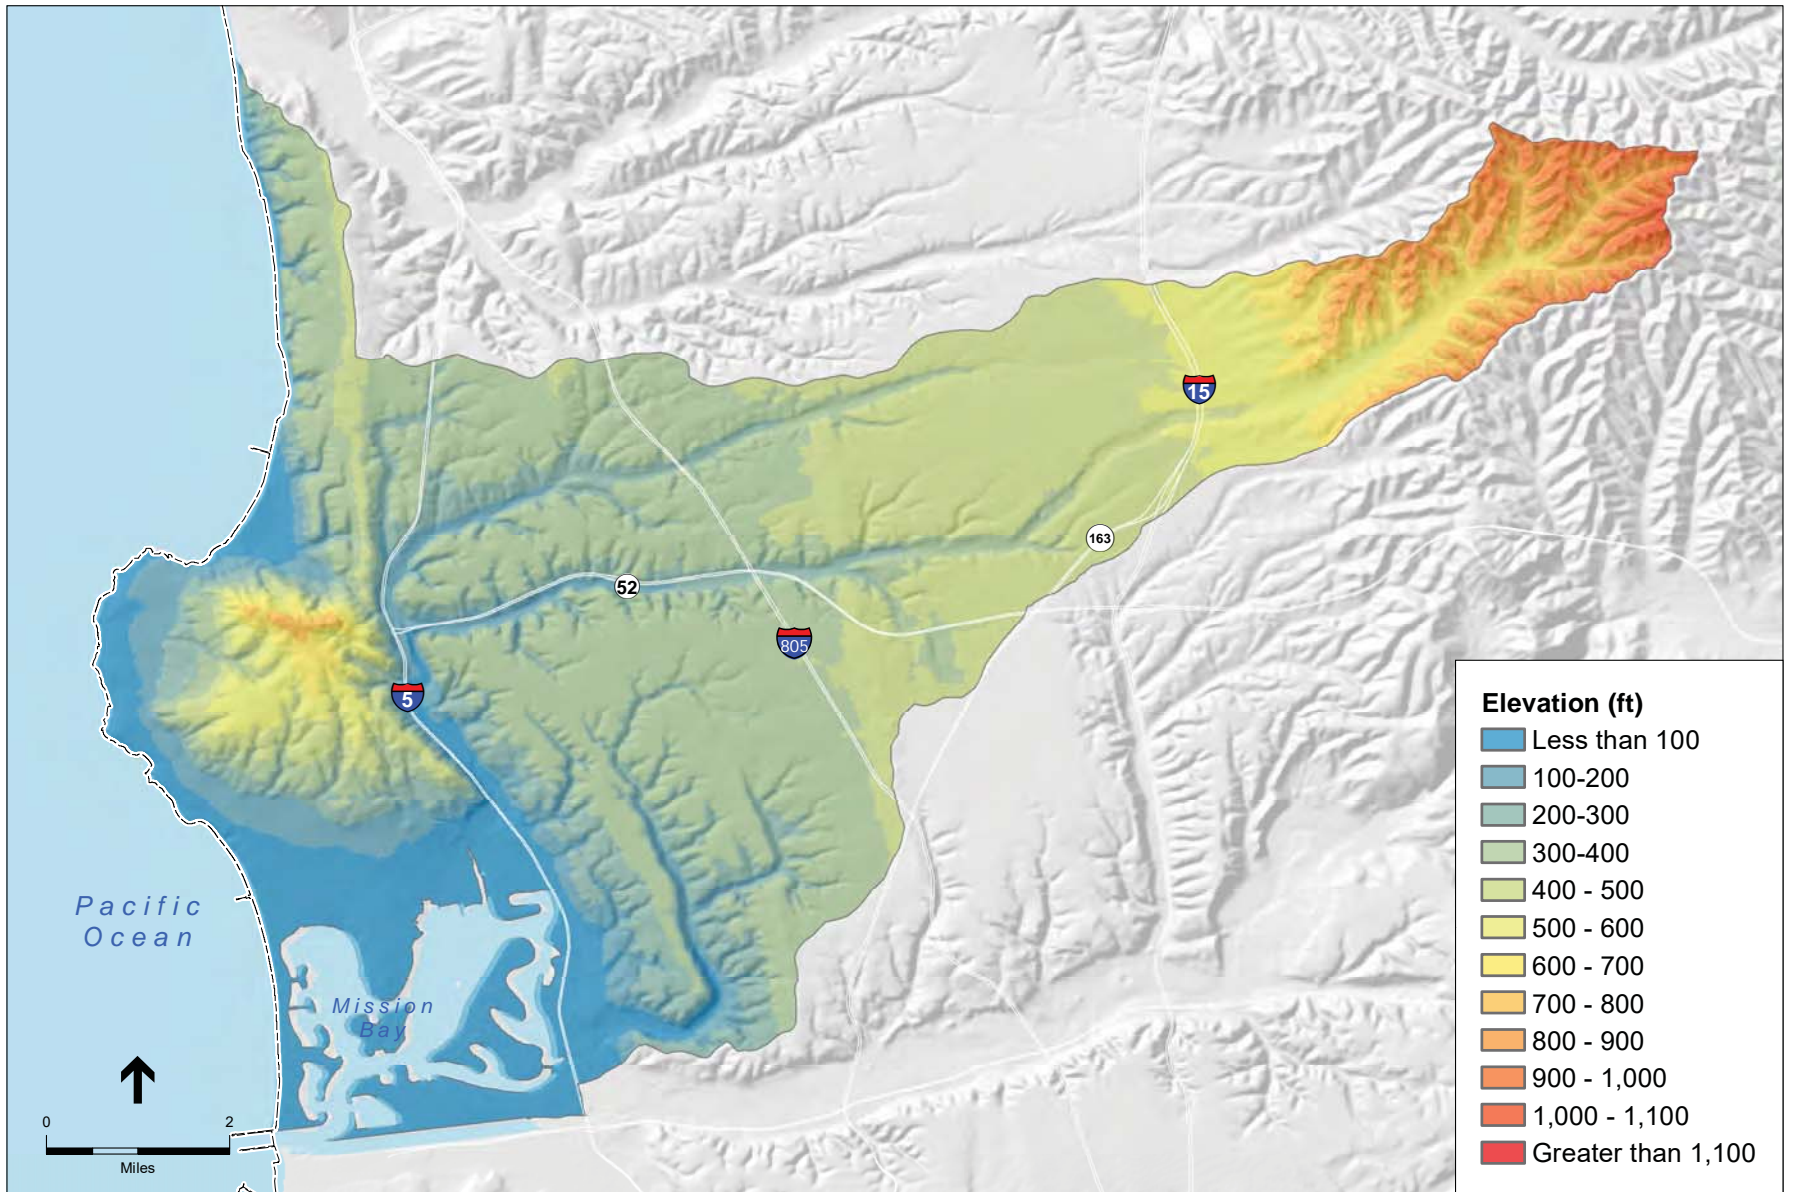 15
163
52
805
5
Pacific
Ocean
Mission
Bay
0 2
Miles
Elevation (ft)
Less than 100
100-200
200-300
300-400
400 - 500
500 - 600
600 - 700
700 - 800
800 - 900
900 - 1,000
1,000 - 1,100
Greater than 1,100